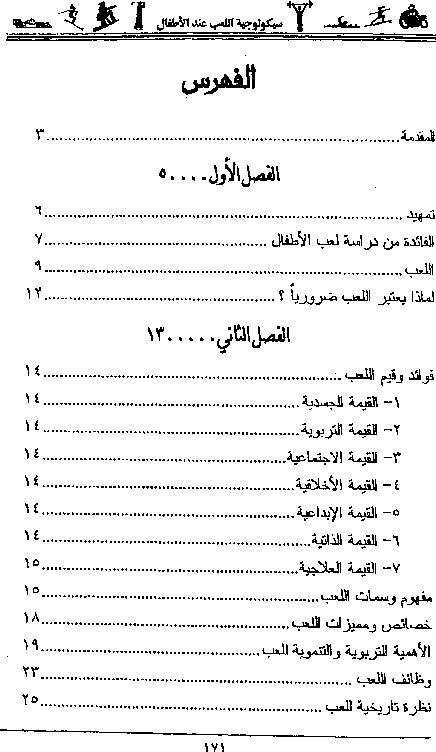 سيكولوجية اللعب عند الأطفال
الفهرس
المقدمة ..... ٣
الفصل الأول ..... ٥
تمهيد ..... ٦
الفائدة من دراسة لعب الأطفال ..... ٧
اللعب ..... ٩
لماذا يعتبر اللعب ضرورياً ؟ ..... ١٢
الفصل الثاني ..... ١٣
فوائد وقيم اللعب ..... ١٤
١- القيمة الجسدية ..... ١٤
٢- القيمة التربوية ..... ١٤
٣- القيمة الاجتماعية ..... ١٤
٤- القيمة الأخلاقية ..... ١٤
٥- القيمة الإبداعية ..... ١٤
٦- القيمة الذاتية ..... ١٤
٧- القيمة العلاجية ..... ١٥
مفهوم وسمات اللعب ..... ١٥
خصائص ومميزات اللعب ..... ١٨
الأهمية التربوية والتنموية للعب ..... ١٩
وظائف اللعب ..... ٢٣
نظرة تاريخية للعب ..... ٢٥
١٧١